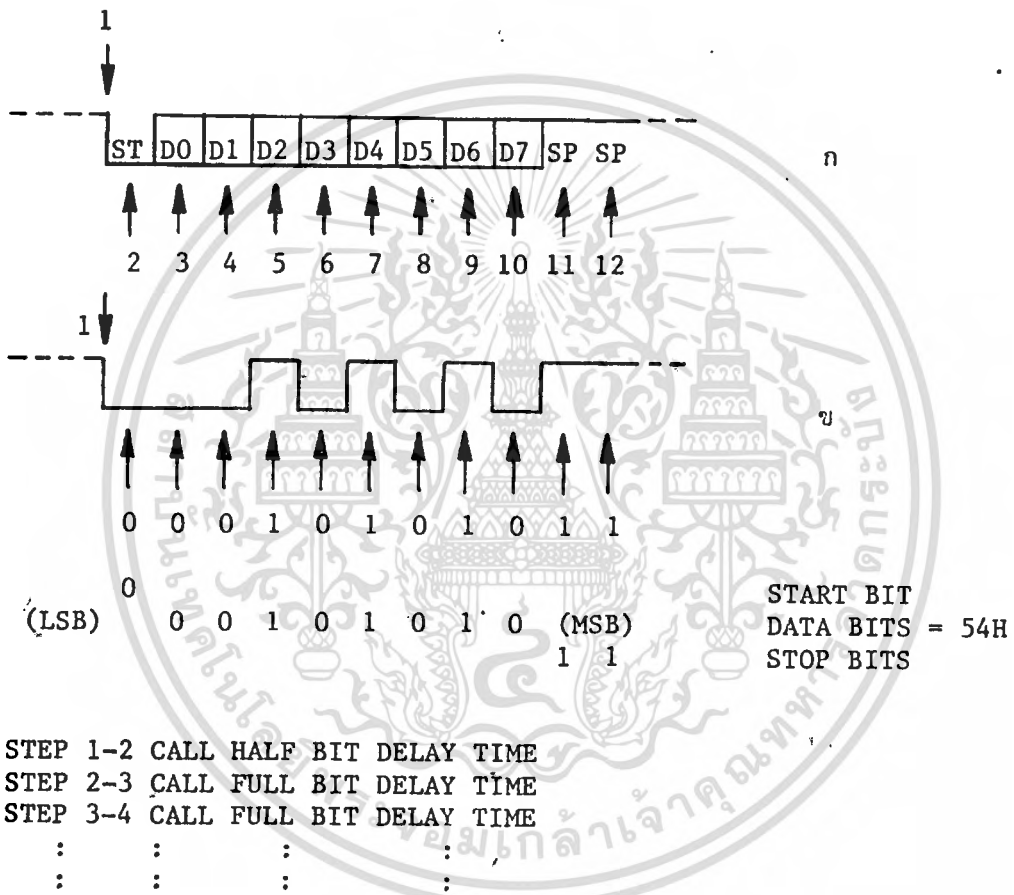 1
ST D0 D1 D2 D3 D4 D5 D6 D7 SP SP
ก
2 3 4 5 6 7 8 9 10 11 12
1
ข
0 0 0 1 0 1 0 1 0 1 1
0 START BIT
(LSB) 0 0 1 0 1 0 1 0 (MSB) DATA BITS = 54H
1 1 STOP BITS
STEP 1-2 CALL HALF BIT DELAY TIME
STEP 2-3 CALL FULL BIT DELAY TIME
STEP 3-4 CALL FULL BIT DELAY TIME
: : : :
: : : :